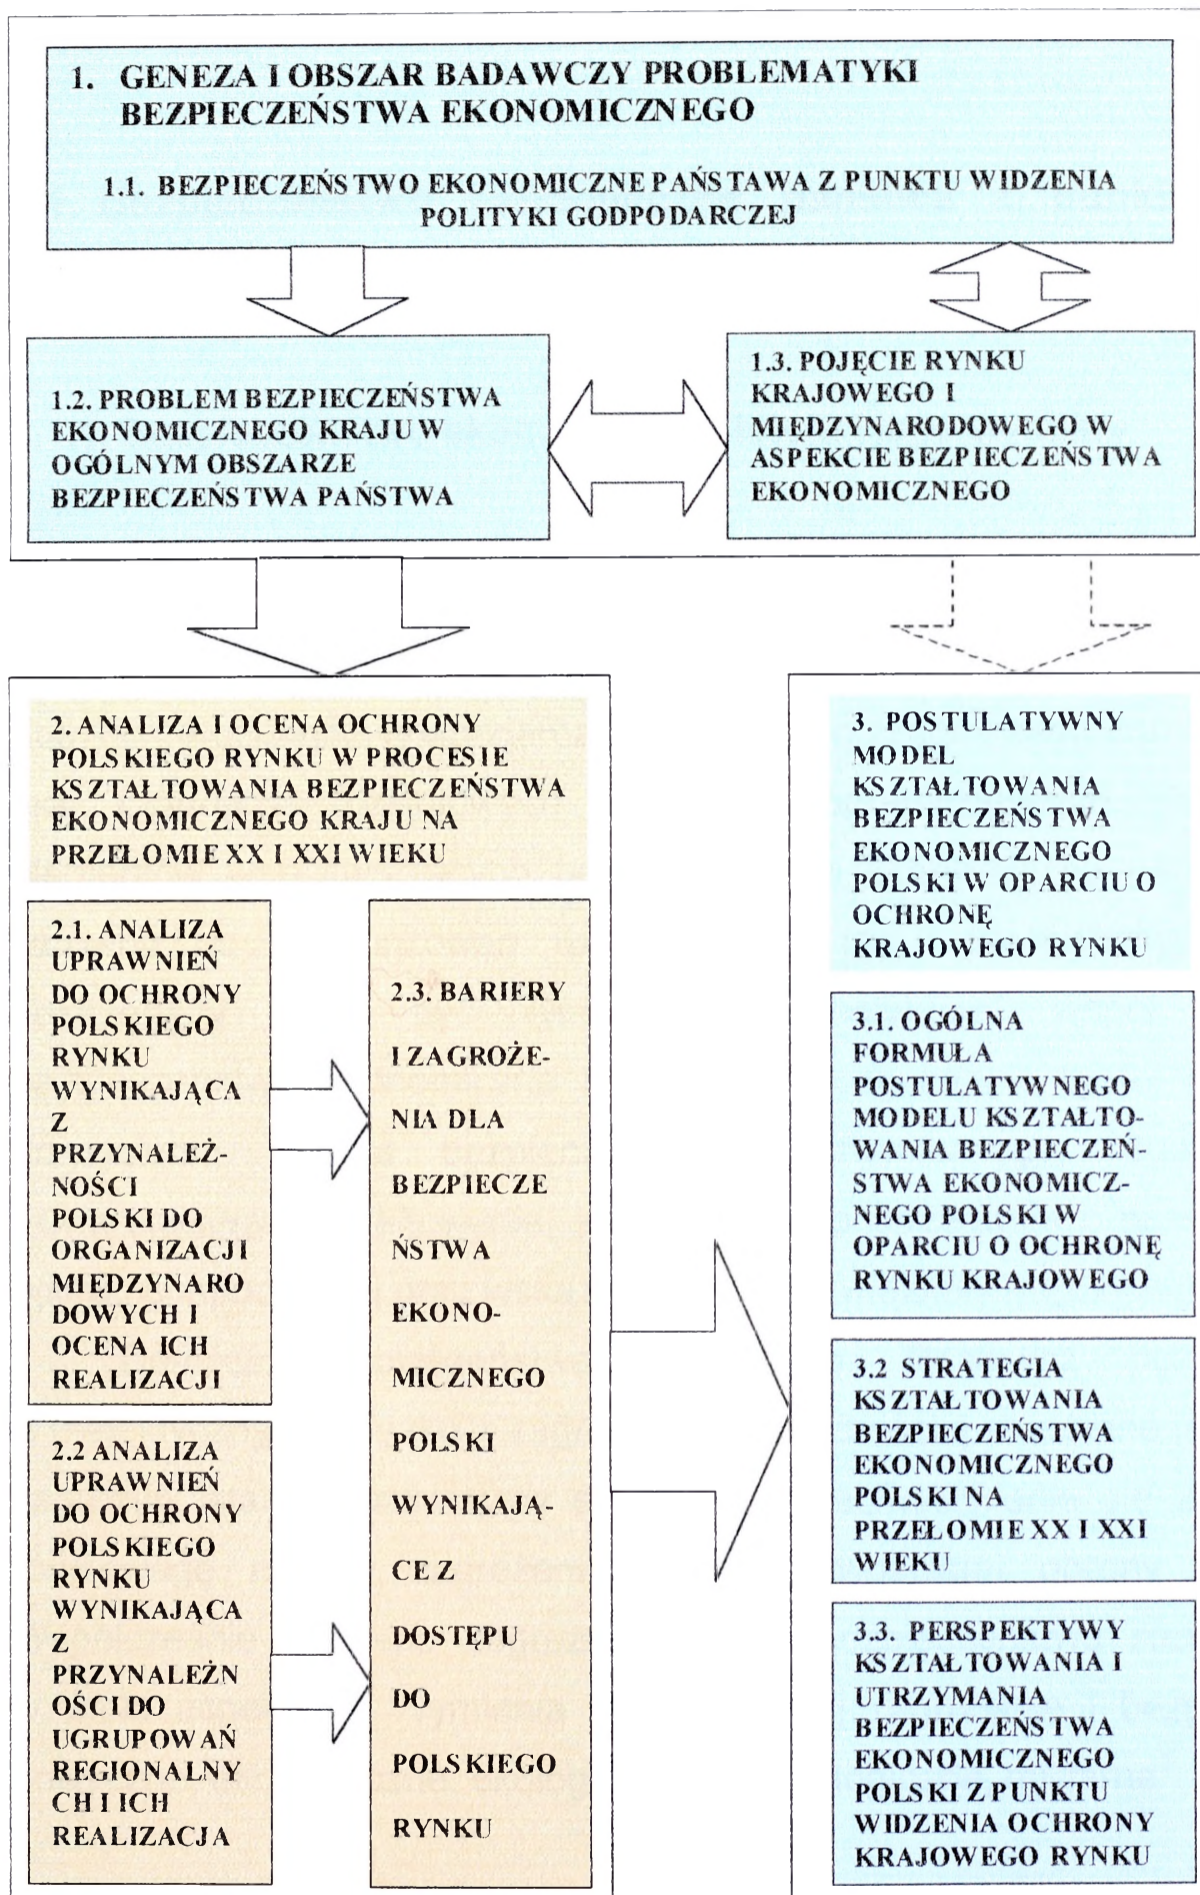 1. GENEZA I OBSZAR BADAWCZY PROBLEMATYKI
BEZPIECZEŃSTWA EKONOMICZNEGO
1.1. BEZPIECZEŃSTWO EKONOMICZNE PAŃSTAWA Z PUNKTU WIDZENIA
POLITYKI GODPODARCZEJ
1.2. PROBLEM BEZPIECZEŃSTWA
EKONOMICZNEGO KRAJU W
OGÓLNYM OBSZARZE
BEZPIECZEŃSTWA PAŃSTWA
1.3. POJĘCIE RYNKU
KRAJOWEGO I
MIĘDZYNARODOWEGO W
ASPEKCIE BEZPIECZEŃSTWA
EKONOMICZNEGO
2. ANALIZA I OCENA OCHRONY
POLSKIEGO RYNKU W PROCESIE
KSZTAŁTOWANIA BEZPIECZEŃSTWA
EKONOMICZNEGO KRAJU NA
PRZEŁOMIE XX I XXI WIEKU
2.1. ANALIZA
UPRAWNIEŃ
DO OCHRONY
POLSKIEGO
RYNKU
WYNIKAJĄCA
Z
PRZYNALEŻ-
NOŚCI
POLSKI DO
ORGANIZACJI
MIĘDZYNARO
DOWYCH I
OCENA ICH
REALIZACJI
2.2 ANALIZA
UPRAWNIEŃ
DO OCHRONY
POLSKIEGO
RYNKU
WYNIKAJĄCA
Z
PRZYNALEŻN
OŚCI DO
UGRUPOWAŃ
REGIONALNY
CH I ICH
REALIZACJA
2.3. BARIERY
I ZAGROŻE-
NIA DLA
BEZPIECZE
ŃSTWA
EKONO-
MICZNEGO
POLSKI
WYNIKAJĄ-
CE Z
DOSTĘPU
DO
POLSKIEGO
RYNKU
3. POSTULATYWNY
MODEL
KSZTAŁTOWANIA
BEZPIECZEŃSTWA
EKONOMICZNEGO
POLSKI W OPARCIU O
OCHRONĘ
KRAJOWEGO RYNKU
3.1. OGÓLNA
FORMUŁA
POSTULATYWNEGO
MODELU KSZTAŁTO-
WANIA BEZPIECZEŃ-
STWA EKONOMICZ-
NEGO POLSKI W
OPARCIU O OCHRONĘ
RYNKU KRAJOWEGO
3.2 STRATEGIA
KSZTAŁTOWANIA
BEZPIECZEŃSTWA
EKONOMICZNEGO
POLSKI NA
PRZEŁOMIE XX I XXI
WIEKU
3.3. PERSPEKTYWY
KSZTAŁTOWANIA I
UTRZYMANIA
BEZPIECZEŃSTWA
EKONOMICZNEGO
POLSKI Z PUNKTU
WIDZENIA OCHRONY
KRAJOWEGO RYNKU